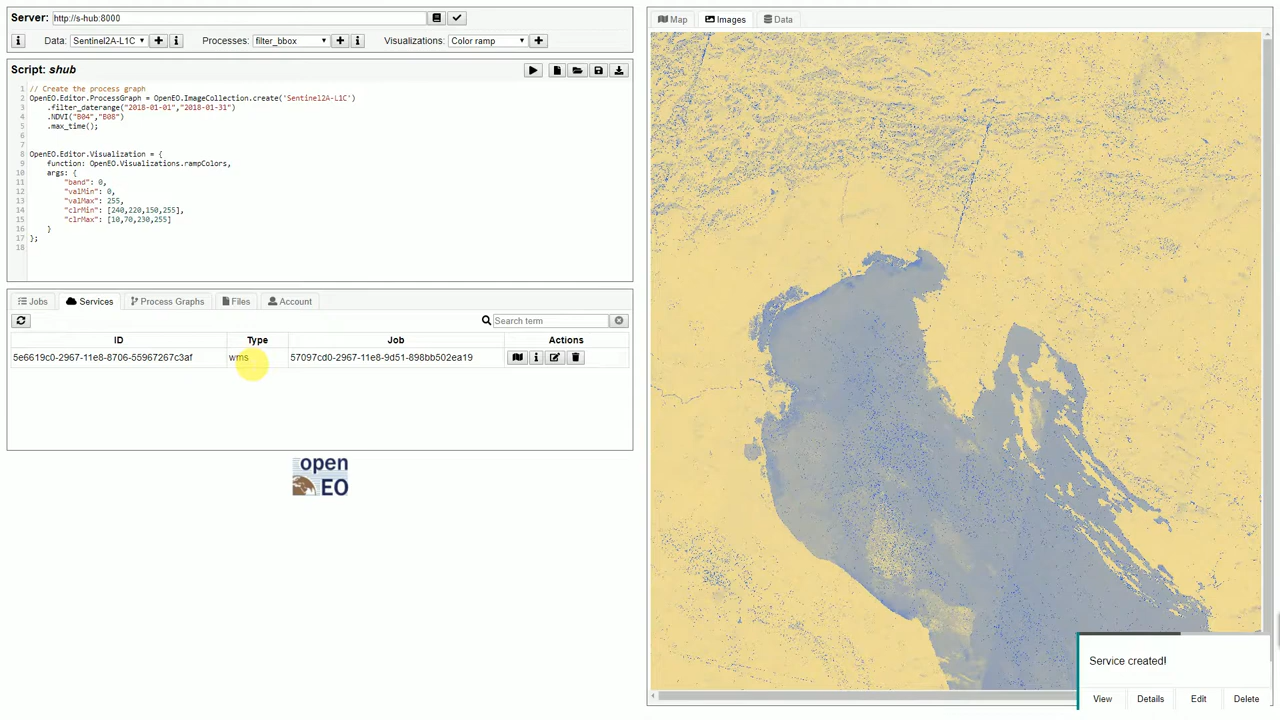 Server: http://s-hub:8000
Data: Sentinel2A-L1C Processes: filter_bbox Visualizations: Color ramp
Script: shub
1 // Create the process graph
2 OpenEO.Editor.ProcessGraph = OpenEO.ImageCollection.create('Sentinel2A-L1C')
3 .filter_daterange("2018-01-01","2018-01-31")
4 .NDVI("B04","B08")
5 .max_time();
6
7
8 OpenEO.Editor.Visualization = {
9 function: OpenEO.Visualizations.rampColors,
10 args: {
11 "band": 0,
12 "valMin": 0,
13 "valMax": 255,
14 "clrMin": [240,220,150,255],
15 "clrMax": [10,70,230,255]
16 }
17 };
18
Jobs Services Process Graphs Files Account
Search term
ID Type Job Actions
5e6619c0-2967-11e8-8706-55967267c3af wms 57097cd0-2967-11e8-9d51-898bb502ea19
open
EO
Map Images Data
Service created!
View Details Edit Delete